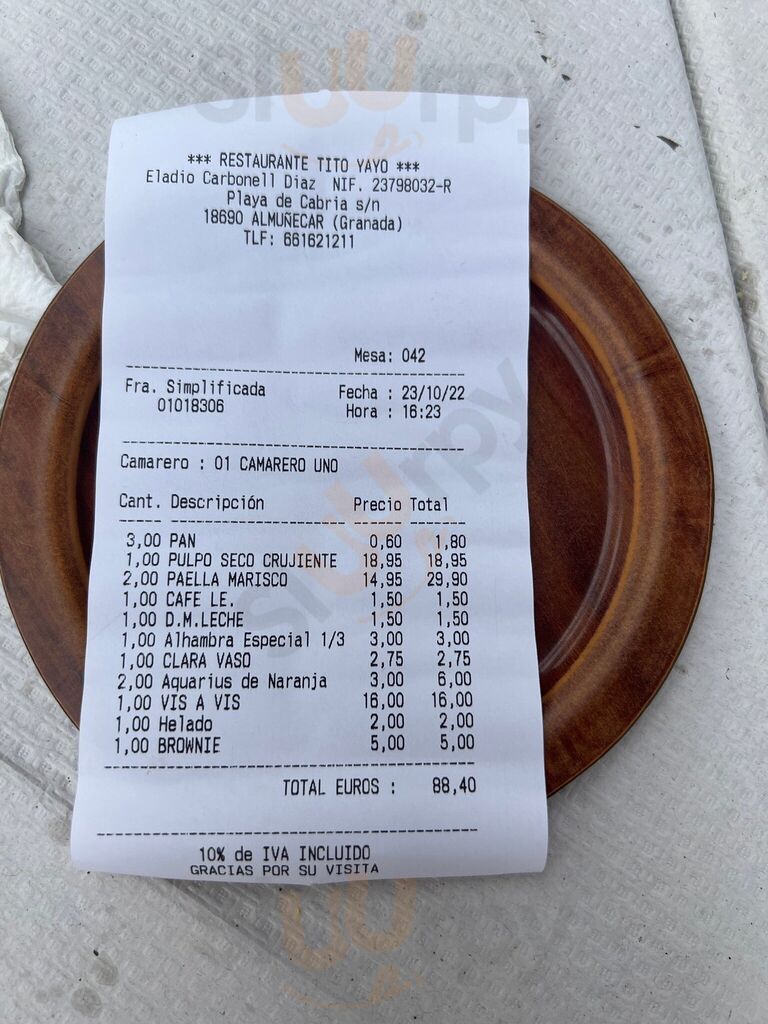 *** RESTAURANTE TITO YAYO ***
Eladio Carbonell Diaz NIF. 23798032-R
Playa de Cabria s/n
18690 ALMUÑECAR (Granada)
TLF: 661621211
Mesa: 042
Fra. Simplificada Fecha : 23/10/22
01018306 Hora : 16:23
Camarero : 01 CAMARERO UNO
Cant. Descripción Precio Total
3,00 PAN 0,60 1,80
1,00 PULPO SECO CRUJIENTE 18,95 18,95
2,00 PAELLA MARISCO 14,95 29,90
1,00 CAFE LE. 1,50 1,50
1,00 D.M.LECHE 1,50 1,50
1,00 Alhambra Especial 1/3 3,00 3,00
1,00 CLARA VASO 2,75 2,75
2,00 Aquarius de Naranja 3,00 6,00
1,00 VIS A VIS 16,00 16,00
1,00 Helado 2,00 2,00
1,00 BROWNIE 5,00 5,00
TOTAL EUROS : 88,40
10% de IVA INCLUIDO
GRACIAS POR SU VISITA
sluurpy
sluurpy